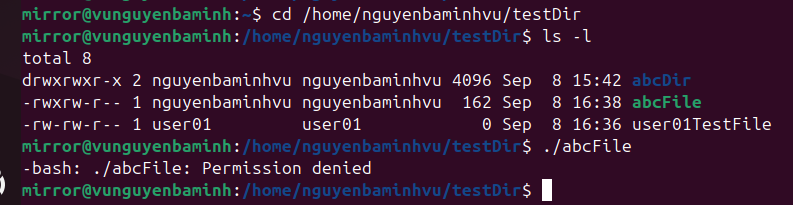 mirror@vunguyenbaminh:~$ cd /home/nguyenbaminhvu/testDir
mirror@vunguyenbaminh:/home/nguyenbaminhvu/testDir$ ls -l
total 8
drwxrwxr-x 2 nguyenbaminhvu nguyenbaminhvu 4096 Sep  8 15:42 abcDir
-rwxrwxr-- 1 nguyenbaminhvu nguyenbaminhvu  162 Sep  8 16:38 abcFile
-rw-rw-r-- 1 user01         user01            0 Sep  8 16:36 user01TestFile
mirror@vunguyenbaminh:/home/nguyenbaminhvu/testDir$ ./abcFile
-bash: ./abcFile: Permission denied
mirror@vunguyenbaminh:/home/nguyenbaminhvu/testDir$